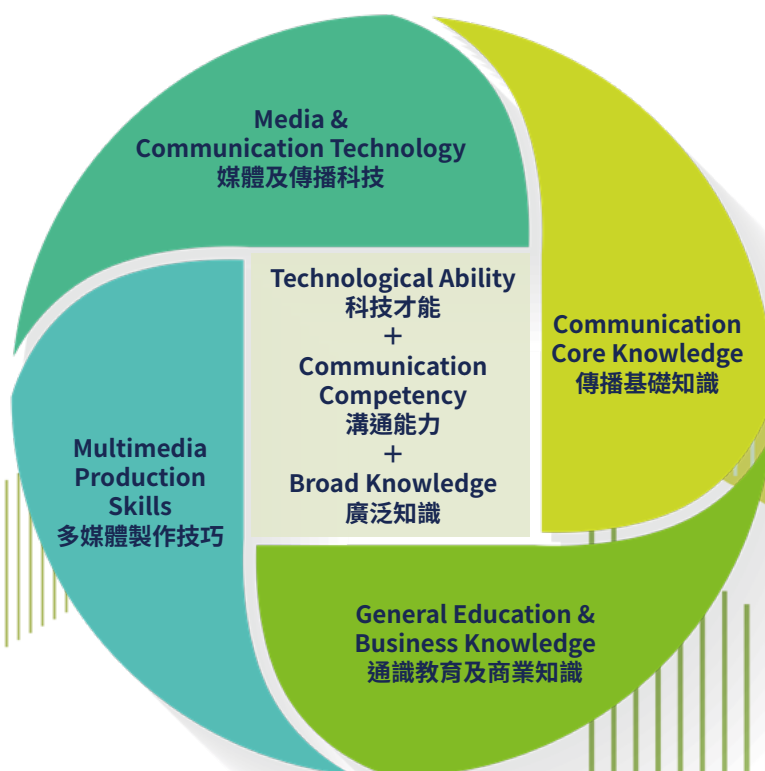 Media &
Communication Technology
媒體及傳播科技
Technological Ability
科技才能
+
Communication
Competency
溝通能力
+
Broad Knowledge
廣泛知識
Communication
Core Knowledge
傳播基礎知識
Multimedia
Production
Skills
多媒體製作技巧
General Education &
Business Knowledge
通識教育及商業知識